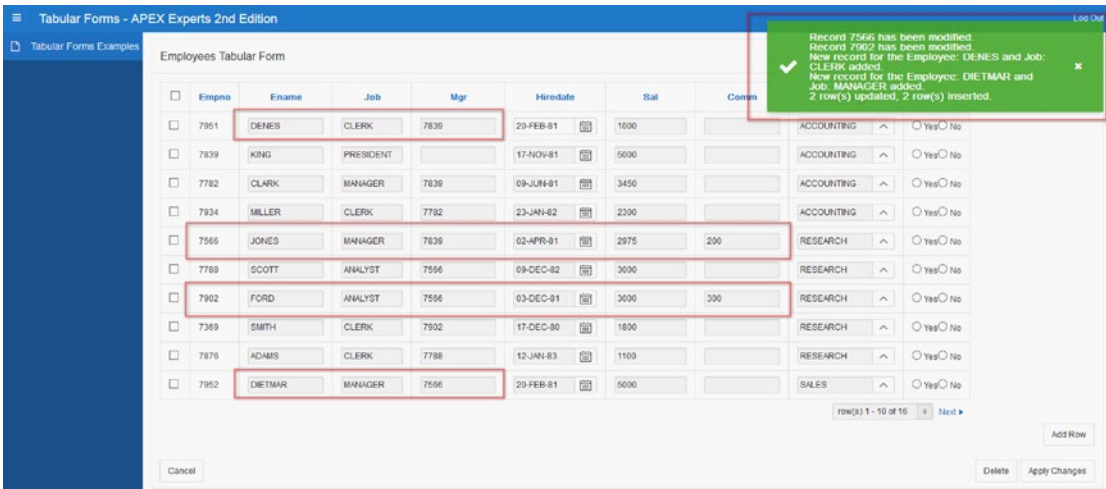 Tabular Forms - APEX Experts 2nd Edition
Log Out
Tabular Forms Examples
Employees Tabular Form
Record 7566 has been modified.
Record 7902 has been modified.
New record for the Employee: DENES and Job:
CLERK added.
New record for the Employee: DIETMAR and
Job: MANAGER added.
2 row(s) updated, 2 row(s) inserted.
Empno Ename Job Mgr Hiredate Sal Comm
7951 DENES CLERK 7839 20-FEB-81 1000 ACCOUNTING Yes No
7839 KING PRESIDENT 17-NOV-81 5000 ACCOUNTING Yes No
7782 CLARK MANAGER 7839 09-JUN-81 3450 ACCOUNTING Yes No
7934 MILLER CLERK 7782 23-JAN-82 2300 ACCOUNTING Yes No
7566 JONES MANAGER 7839 02-APR-81 2975 200 RESEARCH Yes No
7788 SCOTT ANALYST 7566 09-DEC-82 3000 RESEARCH Yes No
7902 FORD ANALYST 7566 03-DEC-81 3000 300 RESEARCH Yes No
7369 SMITH CLERK 7902 17-DEC-80 1800 RESEARCH Yes No
7876 ADAMS CLERK 7788 12-JAN-83 1100 RESEARCH Yes No
7952 DIETMAR MANAGER 7566 20-FEB-81 5000 SALES Yes No
row(s) 1 - 10 of 16 Next
Add Row
Cancel Delete Apply Changes